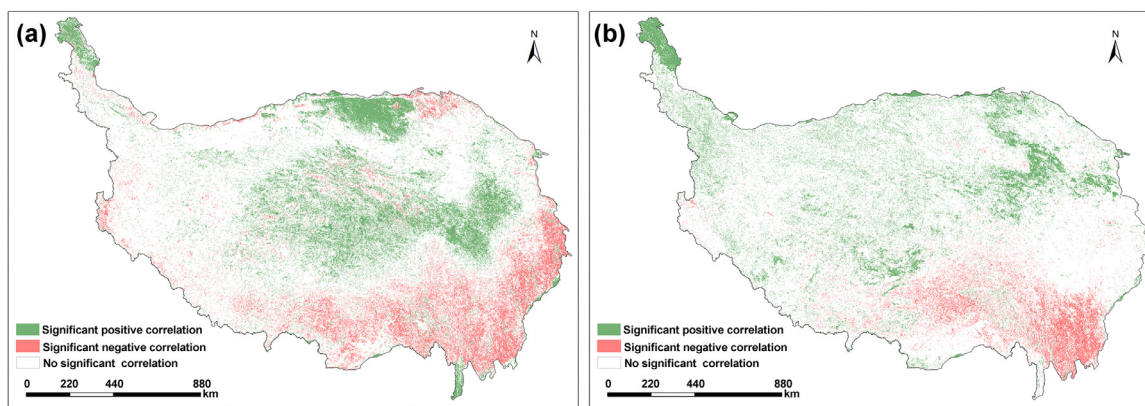 (a)
N
Significant positive correlation
Significant negative correlation
No significant correlation
0 220 440 880
km
(b)
N
Significant positive correlation
Significant negative correlation
No significant correlation
0 220 440 880
km